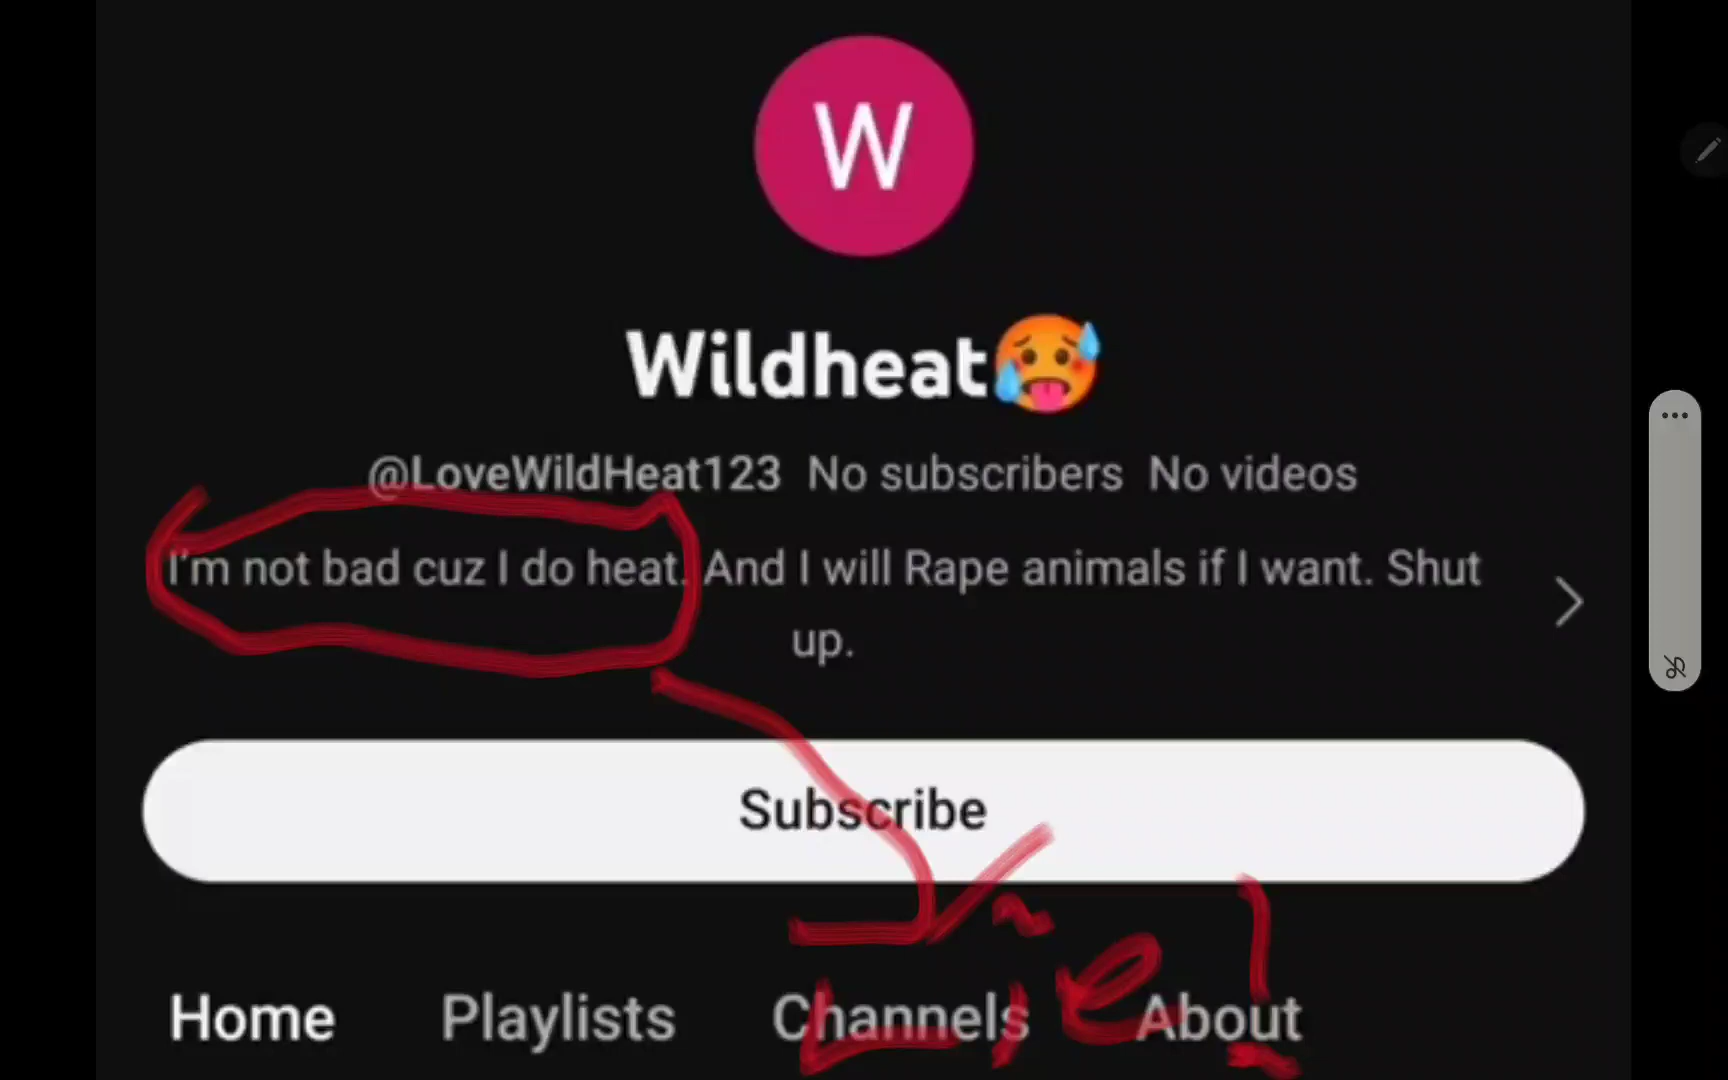 W
Wildheat🥵
@LoveWildHeat123 No subscribers No videos
I'm not bad cuz I do heat. And I will Rape animals if I want. Shut
up.
Subscribe
Lie!
Home Playlists Channels About